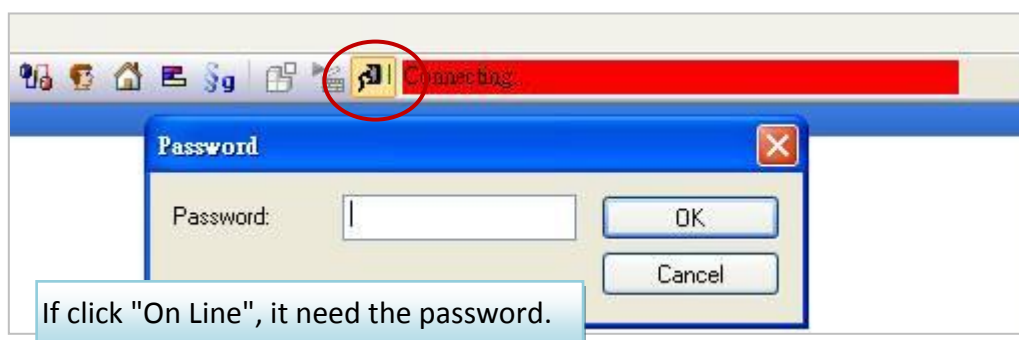 §g
Connecting...
Password
Password:
OK
Cancel
If click "On Line", it need the password.